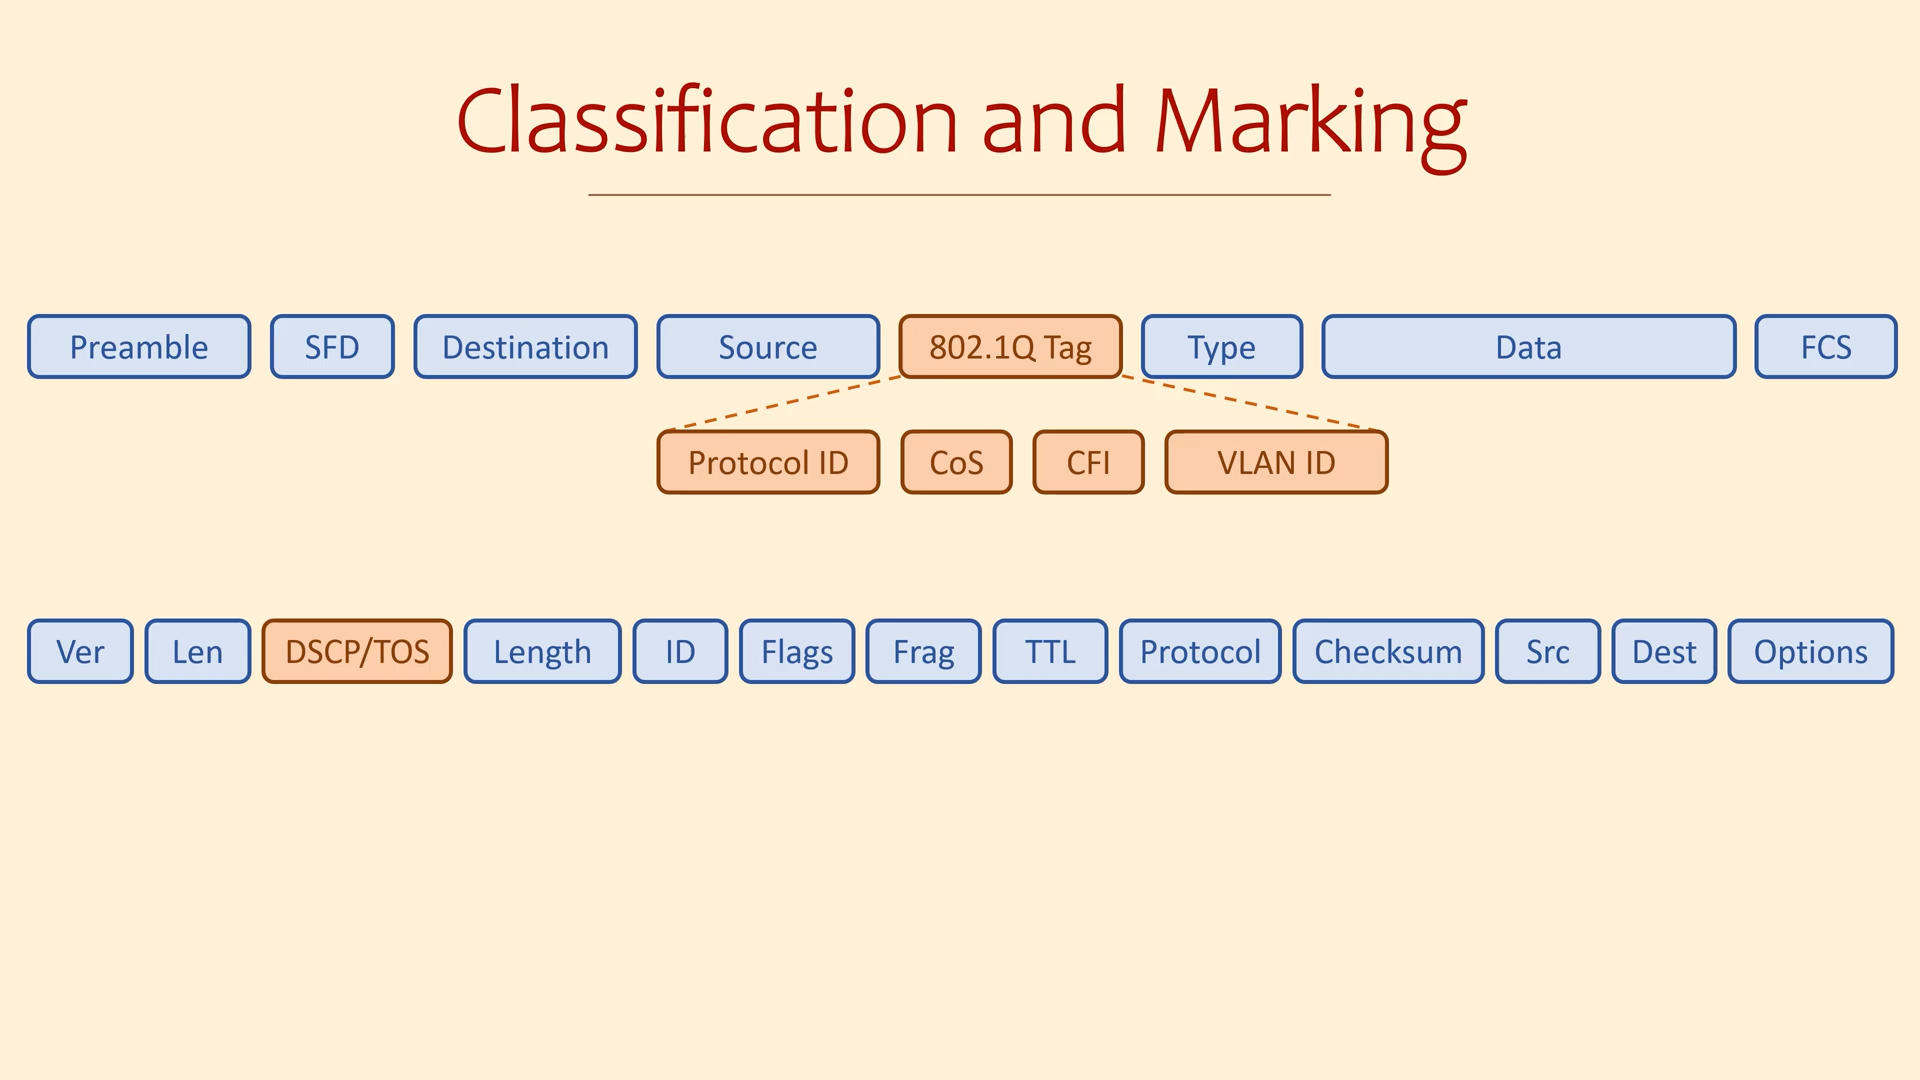 Classification and Marking
Preamble SFD Destination Source 802.1Q Tag Type Data FCS
Protocol ID CoS CFI VLAN ID
Ver Len DSCP/TOS Length ID Flags Frag TTL Protocol Checksum Src Dest Options